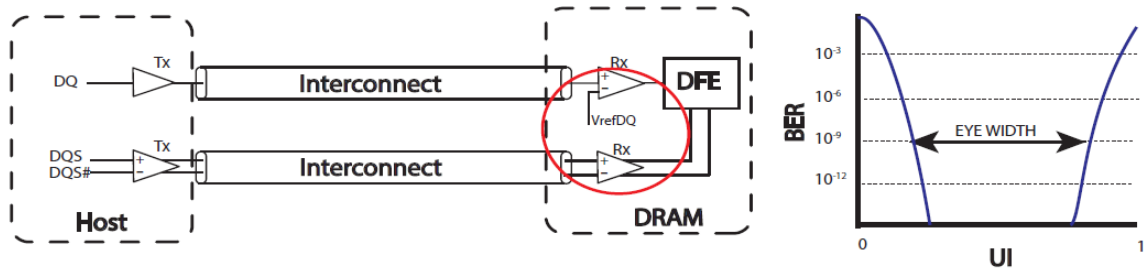 DQ
Tx
Interconnect
Rx
+
−
VrefDQ
DFE
DQS
DQS#
Tx
+
−
Interconnect
Rx
+
−
Host
DRAM
BER
10-3
10-6
10-9
10-12
EYE WIDTH
0
1
UI